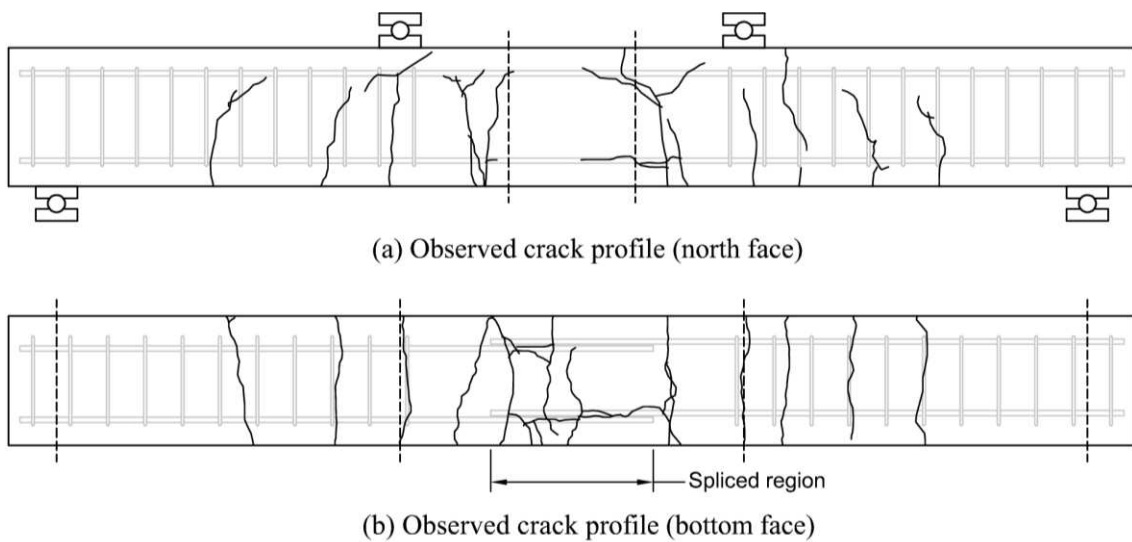 (a) Observed crack profile (north face)
Spliced region
(b) Observed crack profile (bottom face)